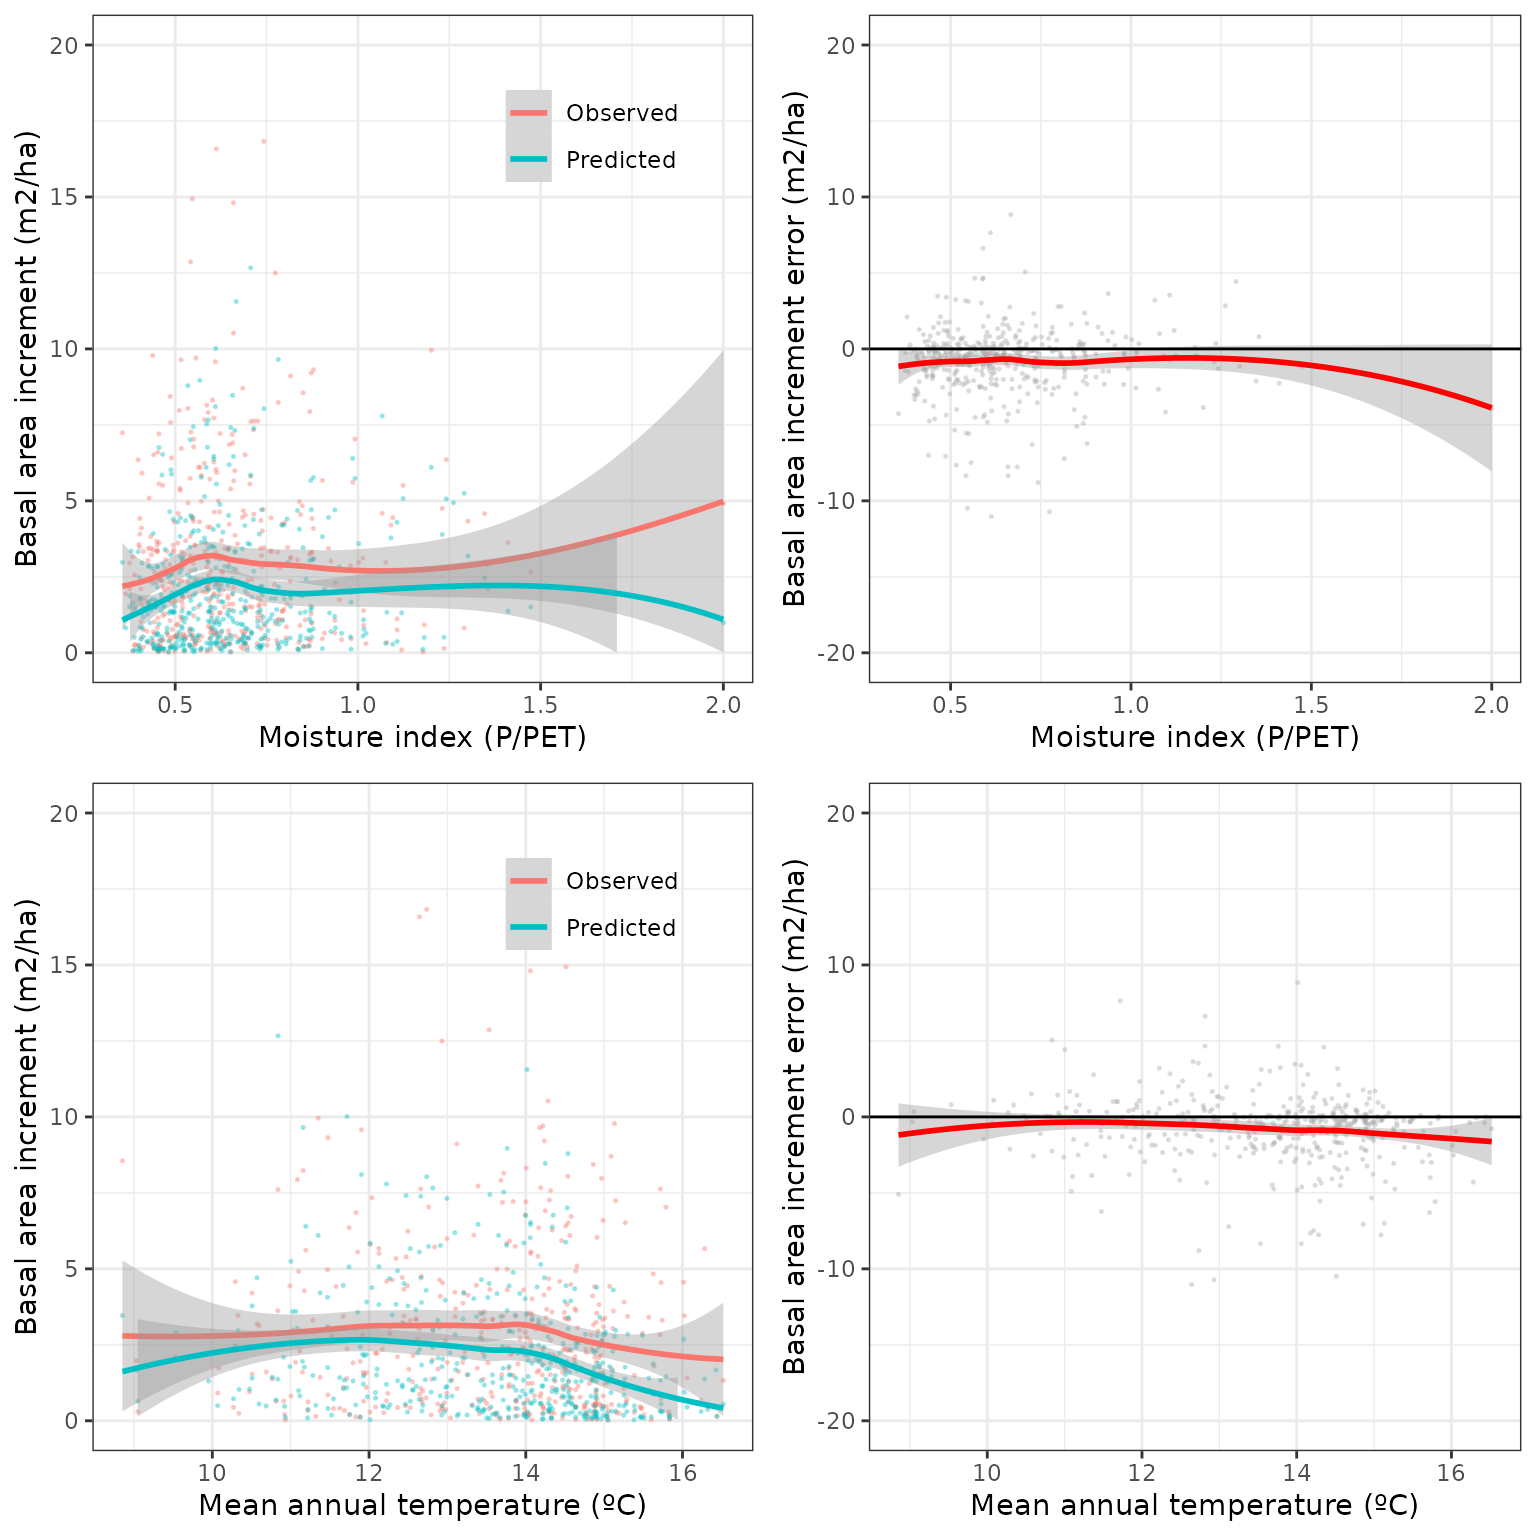 Basal area increment (m2/ha)
20
15
10
5
0
Observed
Predicted
0.5 1.0 1.5 2.0
Moisture index (P/PET)
Basal area increment error (m2/ha)
20
10
0
-10
-20
0.5 1.0 1.5 2.0
Moisture index (P/PET)
Basal area increment (m2/ha)
20
15
10
5
0
Observed
Predicted
10 12 14 16
Mean annual temperature (ºC)
Basal area increment error (m2/ha)
20
10
0
-10
-20
10 12 14 16
Mean annual temperature (ºC)